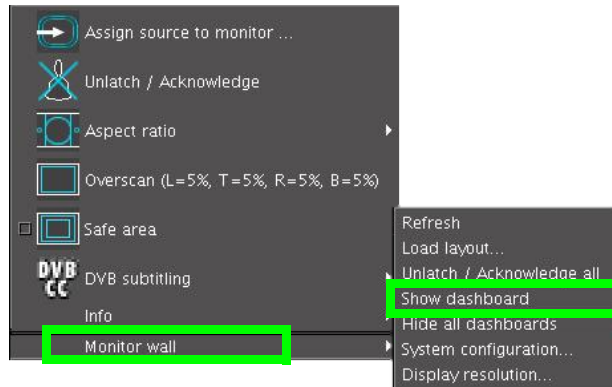 Assign source to monitor ...
Unlatch / Acknowledge
Aspect ratio
Overscan (L=5%, T=5%, R=5%, B=5%)
Safe area
DVB CC
DVB subtitling
Info
Monitor wall
Refresh
Load layout...
Unlatch / Acknowledge all
Show dashboard
Hide all dashboards
System configuration...
Display resolution...